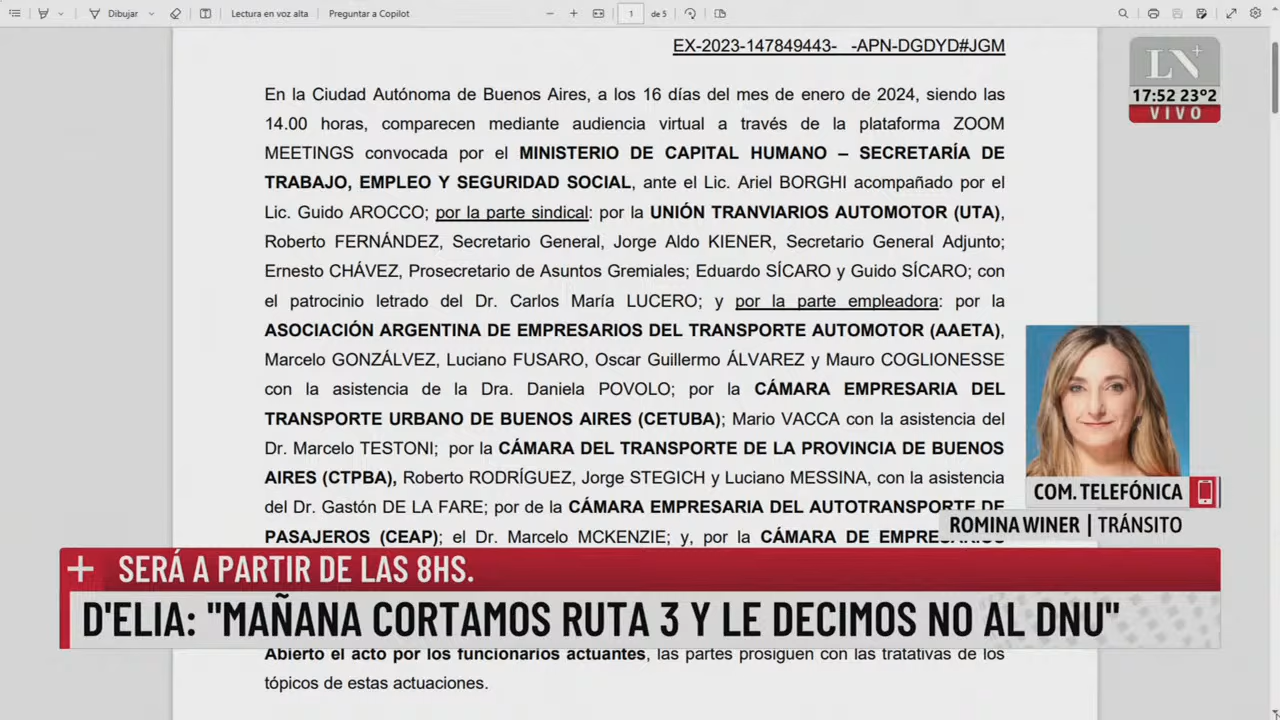 Dibujar
Lectura en voz alta
Preguntar a Copilot
1
de 5
EX-2023-147849443- -APN-DGDYD#JGM
En la Ciudad Autónoma de Buenos Aires, a los 16 días del mes de enero de 2024, siendo las
14.00 horas, comparecen mediante audiencia virtual a través de la plataforma ZOOM
MEETINGS convocada por el MINISTERIO DE CAPITAL HUMANO – SECRETARÍA DE
TRABAJO, EMPLEO Y SEGURIDAD SOCIAL, ante el Lic. Ariel BORGHI acompañado por el
Lic. Guido AROCCO; por la parte sindical: por la UNIÓN TRANVIARIOS AUTOMOTOR (UTA),
Roberto FERNÁNDEZ, Secretario General, Jorge Aldo KIENER, Secretario General Adjunto;
Ernesto CHÁVEZ, Prosecretario de Asuntos Gremiales; Eduardo SÍCARO y Guido SÍCARO; con
el patrocinio letrado del Dr. Carlos María LUCERO; y por la parte empleadora: por la
ASOCIACIÓN ARGENTINA DE EMPRESARIOS DEL TRANSPORTE AUTOMOTOR (AAETA),
Marcelo GONZÁLVEZ, Luciano FUSARO, Oscar Guillermo ÁLVAREZ y Mauro COGLIONESSE
con la asistencia de la Dra. Daniela POVOLO; por la CÁMARA EMPRESARIA DEL
TRANSPORTE URBANO DE BUENOS AIRES (CETUBA); Mario VACCA con la asistencia del
Dr. Marcelo TESTONI; por la CÁMARA DEL TRANSPORTE DE LA PROVINCIA DE BUENOS
AIRES (CTPBA), Roberto RODRÍGUEZ, Jorge STEGICH y Luciano MESSINA, con la asistencia
del Dr. Gastón DE LA FARE; por de la CÁMARA EMPRESARIA DEL AUTOTRANSPORTE DE
PASAJEROS (CEAP); el Dr. Marcelo MCKENZIE; y, por la CÁMARA DE EMPRESARIOS
Abierto el acto por los funcionarios actuantes, las partes prosiguen con las tratativas de los
tópicos de estas actuaciones.
LN+
17:52 23°2
VIVO
COM. TELEFÓNICA
ROMINA WINER | TRÁNSITO
+ SERÁ A PARTIR DE LAS 8HS.
D'ELIA: "MAÑANA CORTAMOS RUTA 3 Y LE DECIMOS NO AL DNU"